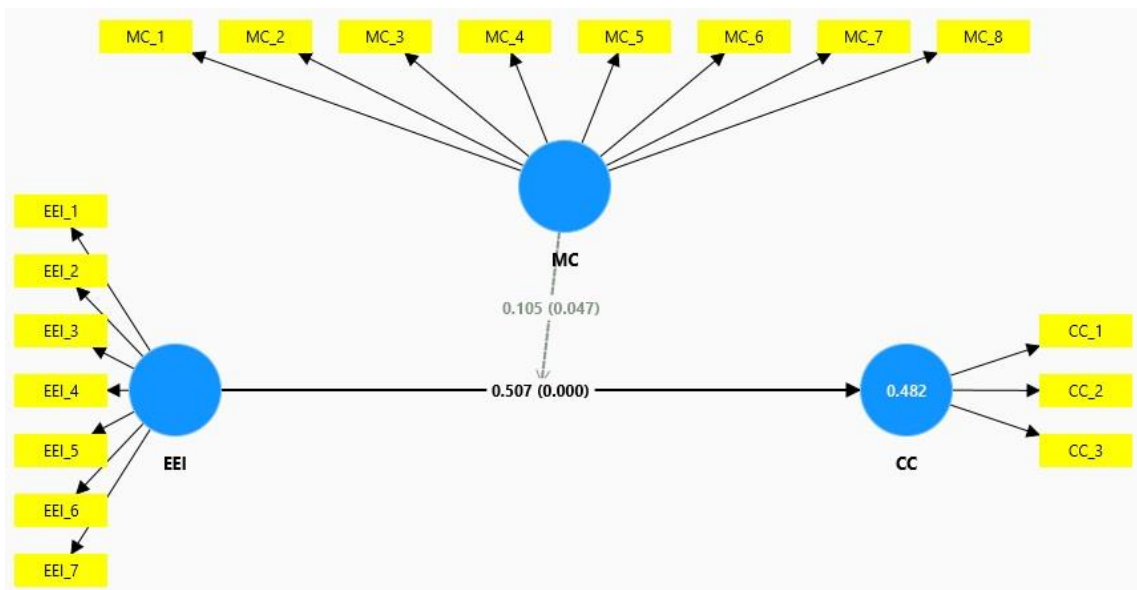 MC_1 MC_2 MC_3 MC_4 MC_5 MC_6 MC_7 MC_8
MC
0.105 (0.047)
EEI_1
EEI_2
EEI_3
EEI_4
EEI_5
EEI_6
EEI_7
EEI
0.507 (0.000)
0.482
CC
CC_1
CC_2
CC_3